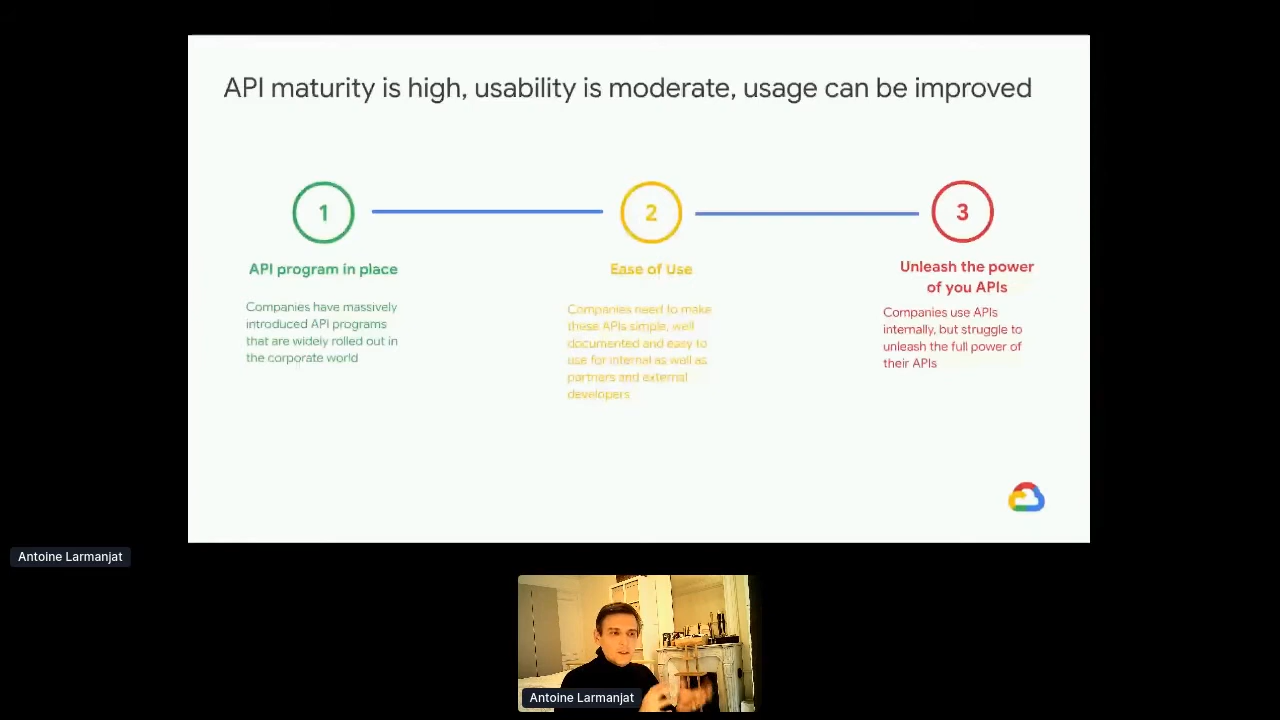 API maturity is high, usability is moderate, usage can be improved
1
2
3
API program in place
Companies have massively
introduced API programs
that are widely rolled out in
the corporate world
Ease of Use
Companies need to make
these APIs simple, well
documented and easy to
use for internal as well as
partners and external
developers
Unleash the power
of you APIs
Companies use APIs
internally, but struggle to
unleash the full power of
their APIs
Antoine Larmanjat
Antoine Larmanjat